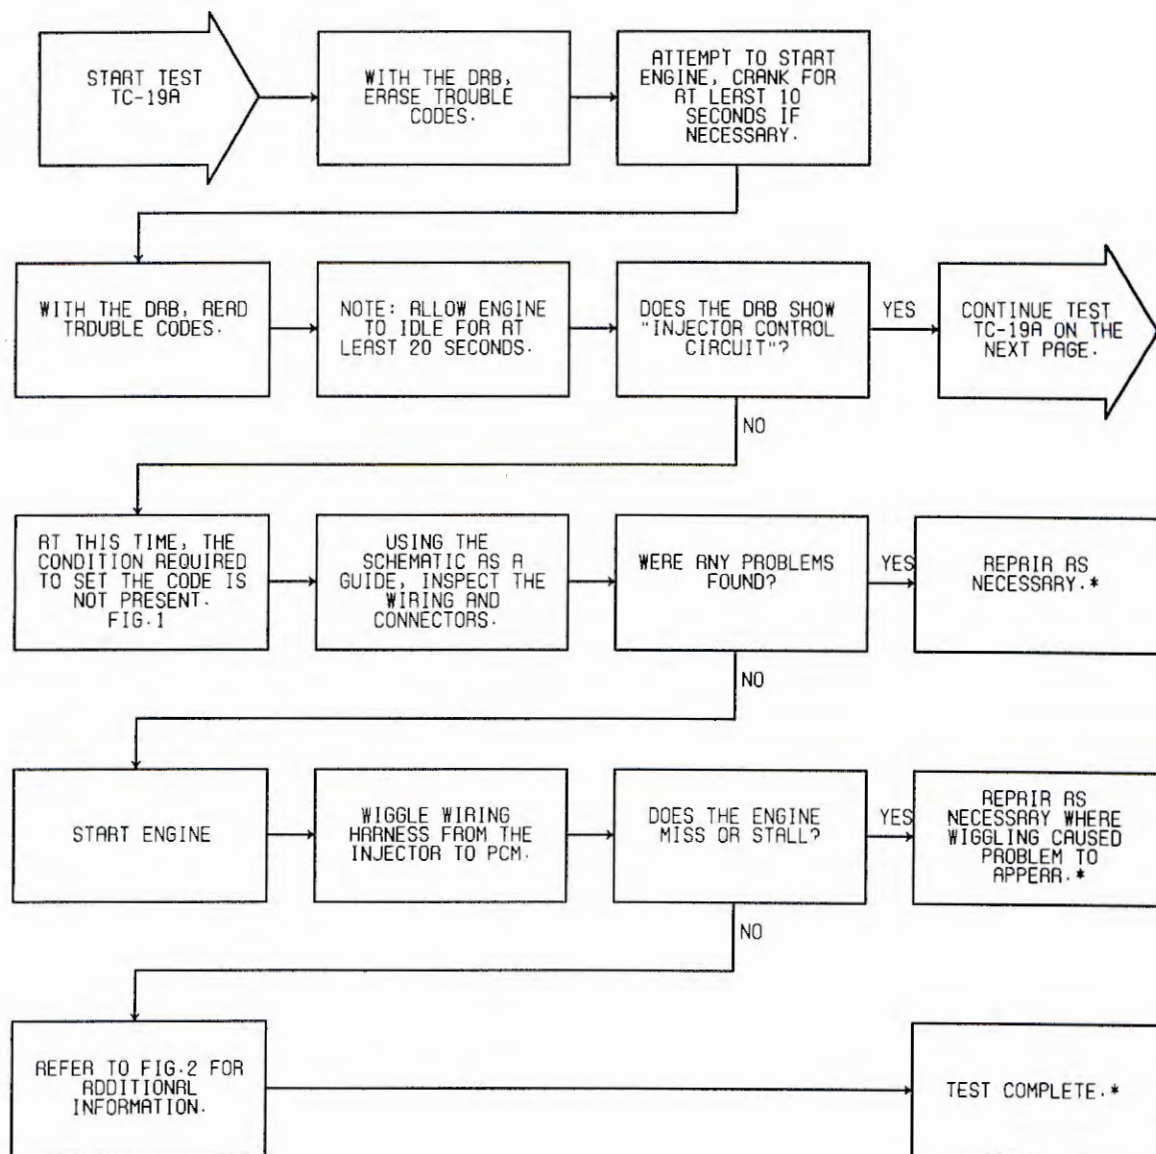 START TEST
TC-19A
WITH THE DRB,
ERASE TROUBLE
CODES.
ATTEMPT TO START
ENGINE, CRANK FOR
AT LEAST 10
SECONDS IF
NECESSARY.
WITH THE DRB, READ
TROUBLE CODES.
NOTE: ALLOW ENGINE
TO IDLE FOR AT
LEAST 20 SECONDS.
DOES THE DRB SHOW
"INJECTOR CONTROL
CIRCUIT"?
YES
CONTINUE TEST
TC-19A ON THE
NEXT PAGE.
NO
AT THIS TIME, THE
CONDITION REQUIRED
TO SET THE CODE IS
NOT PRESENT.
FIG.1
USING THE
SCHEMATIC AS A
GUIDE, INSPECT THE
WIRING AND
CONNECTORS.
WERE ANY PROBLEMS
FOUND?
YES
REPAIR AS
NECESSARY.*
NO
START ENGINE
WIGGLE WIRING
HARNESS FROM THE
INJECTOR TO PCM.
DOES THE ENGINE
MISS OR STALL?
YES
REPAIR AS
NECESSARY WHERE
WIGGLING CAUSED
PROBLEM TO
APPEAR.*
NO
REFER TO FIG.2 FOR
ADDITIONAL
INFORMATION.
TEST COMPLETE.*